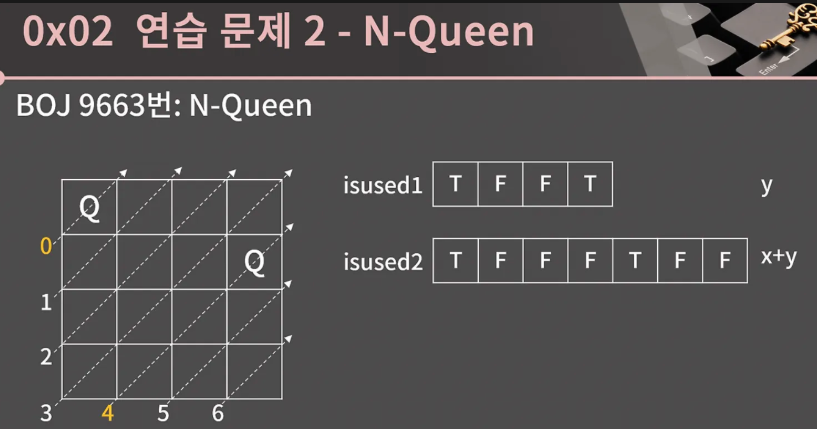 0x02 연습 문제 2 - N-Queen
Enter
BOJ 9663번: N-Queen
Q
0
Q
1
2
3 4 5 6
isused1 T F F T y
isused2 T F F F T F F x+y